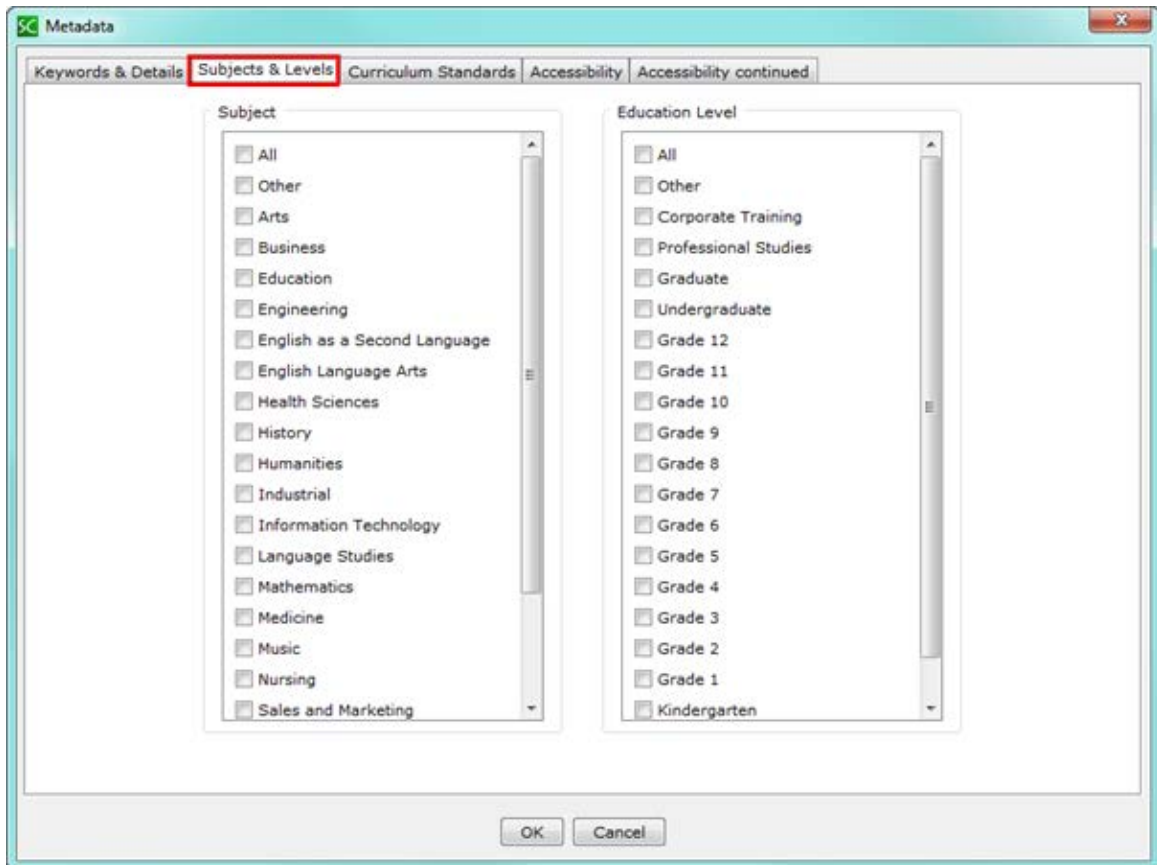 SC Metadata
Keywords & Details Subjects & Levels Curriculum Standards Accessibility Accessibility continued
Subject
All
Other
Arts
Business
Education
Engineering
English as a Second Language
English Language Arts
Health Sciences
History
Humanities
Industrial
Information Technology
Language Studies
Mathematics
Medicine
Music
Nursing
Sales and Marketing
Education Level
All
Other
Corporate Training
Professional Studies
Graduate
Undergraduate
Grade 12
Grade 11
Grade 10
Grade 9
Grade 8
Grade 7
Grade 6
Grade 5
Grade 4
Grade 3
Grade 2
Grade 1
Kindergarten
OK Cancel